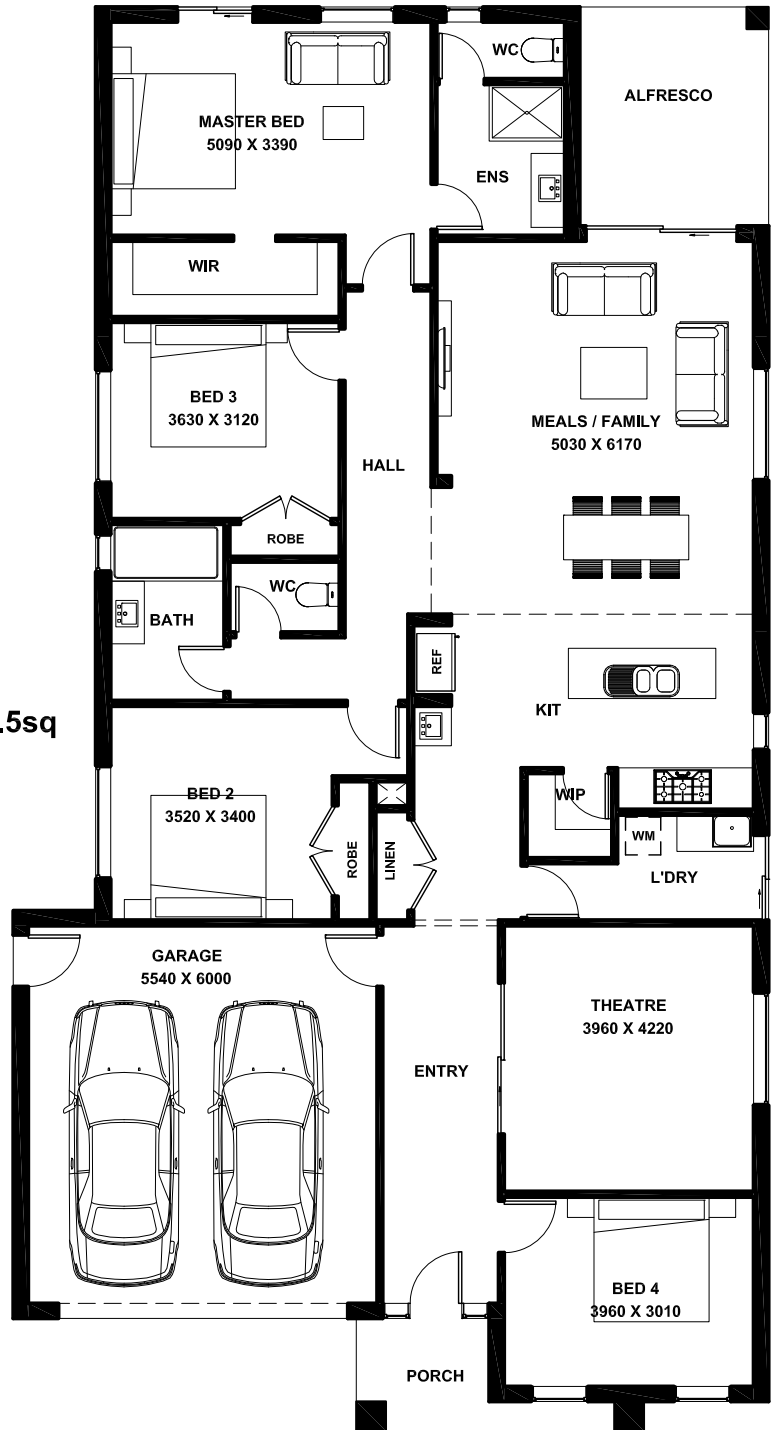 WC
ALFRESCO
MASTER BED
5090 X 3390
ENS
WIR
BED 3
3630 X 3120
MEALS / FAMILY
5030 X 6170
HALL
ROBE
WC
BATH
REF
KIT
.5sq
BED 2
3520 X 3400
WIP
ROBE
LINEN
WM
L'DRY
GARAGE
5540 X 6000
THEATRE
3960 X 4220
ENTRY
BED 4
3960 X 3010
PORCH